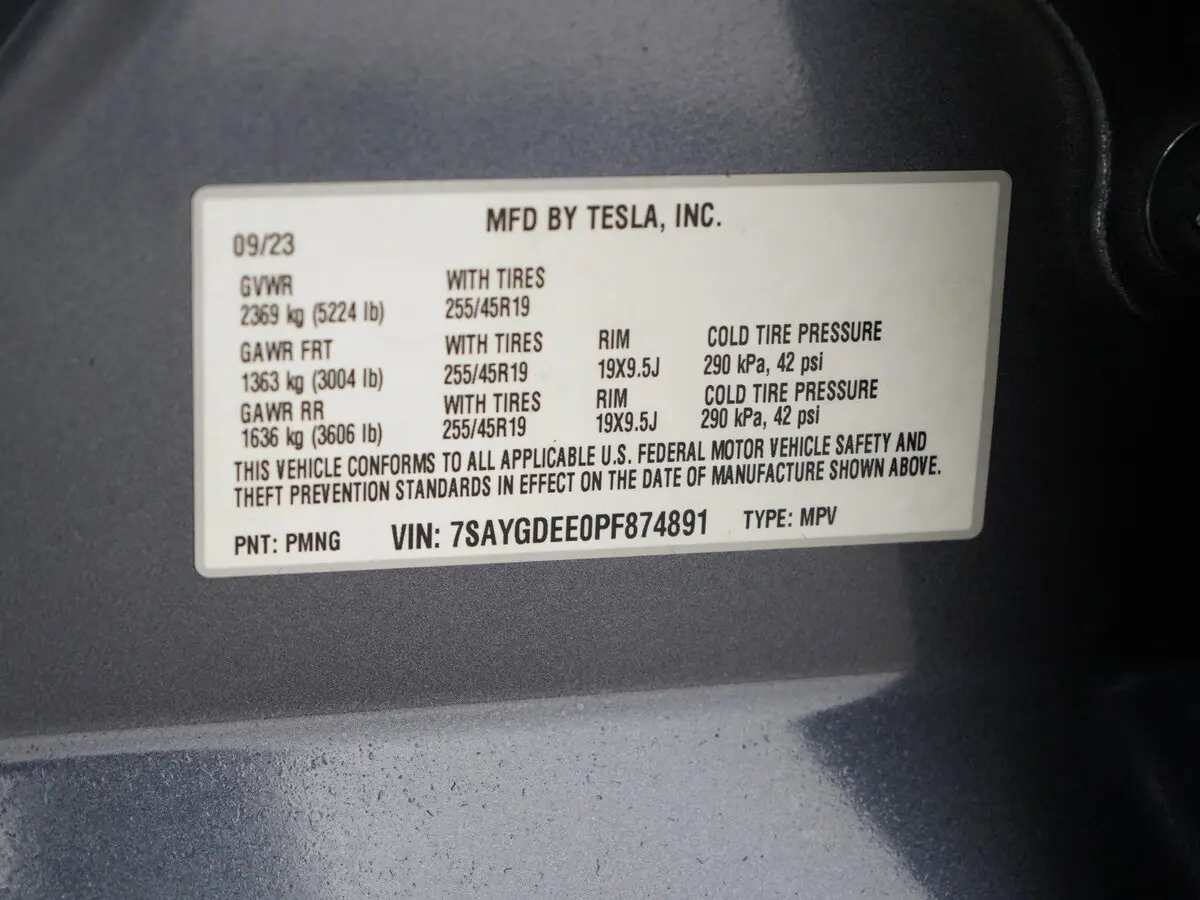 MFD BY TESLA, INC.
09/23
GVWR WITH TIRES
2369 kg (5224 lb) 255/45R19
GAWR FRT WITH TIRES RIM COLD TIRE PRESSURE
1363 kg (3004 lb) 255/45R19 19X9.5J 290 kPa, 42 psi
GAWR RR WITH TIRES RIM COLD TIRE PRESSURE
1636 kg (3606 lb) 255/45R19 19X9.5J 290 kPa, 42 psi
THIS VEHICLE CONFORMS TO ALL APPLICABLE U.S. FEDERAL MOTOR VEHICLE SAFETY AND
THEFT PREVENTION STANDARDS IN EFFECT ON THE DATE OF MANUFACTURE SHOWN ABOVE.
PNT: PMNG VIN: 7SAYGDEE0PF874891 TYPE: MPV